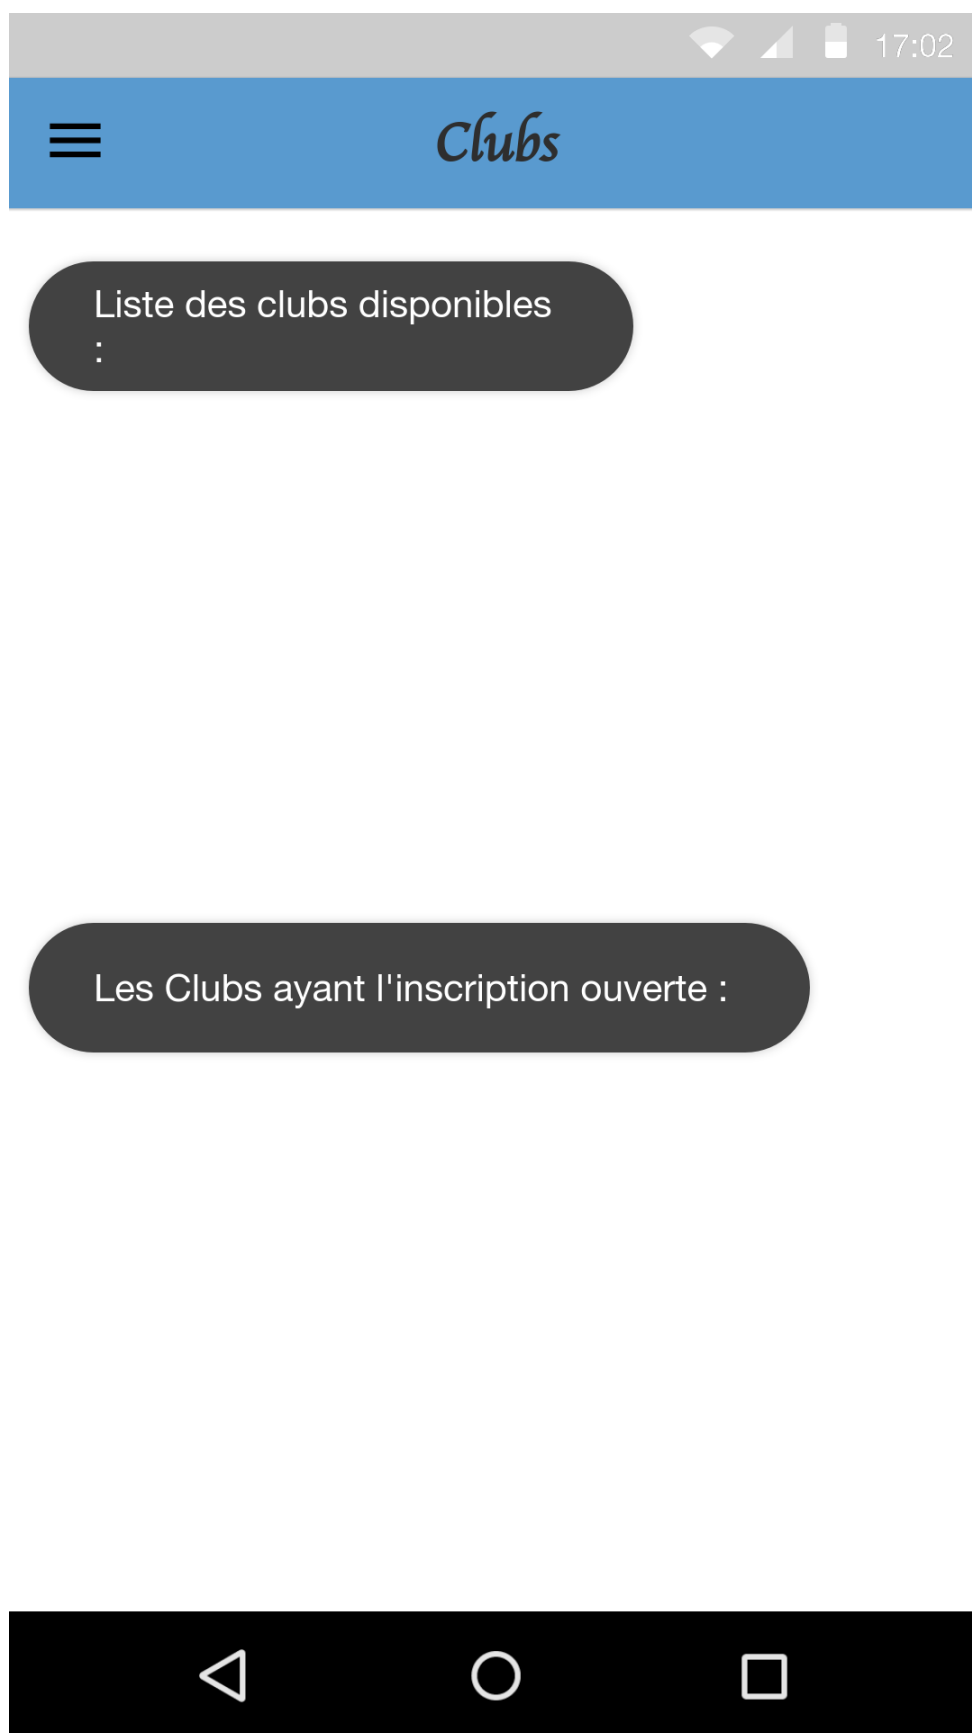 17:02
Clubs
Liste des clubs disponibles
:
Les Clubs ayant l'inscription ouverte :